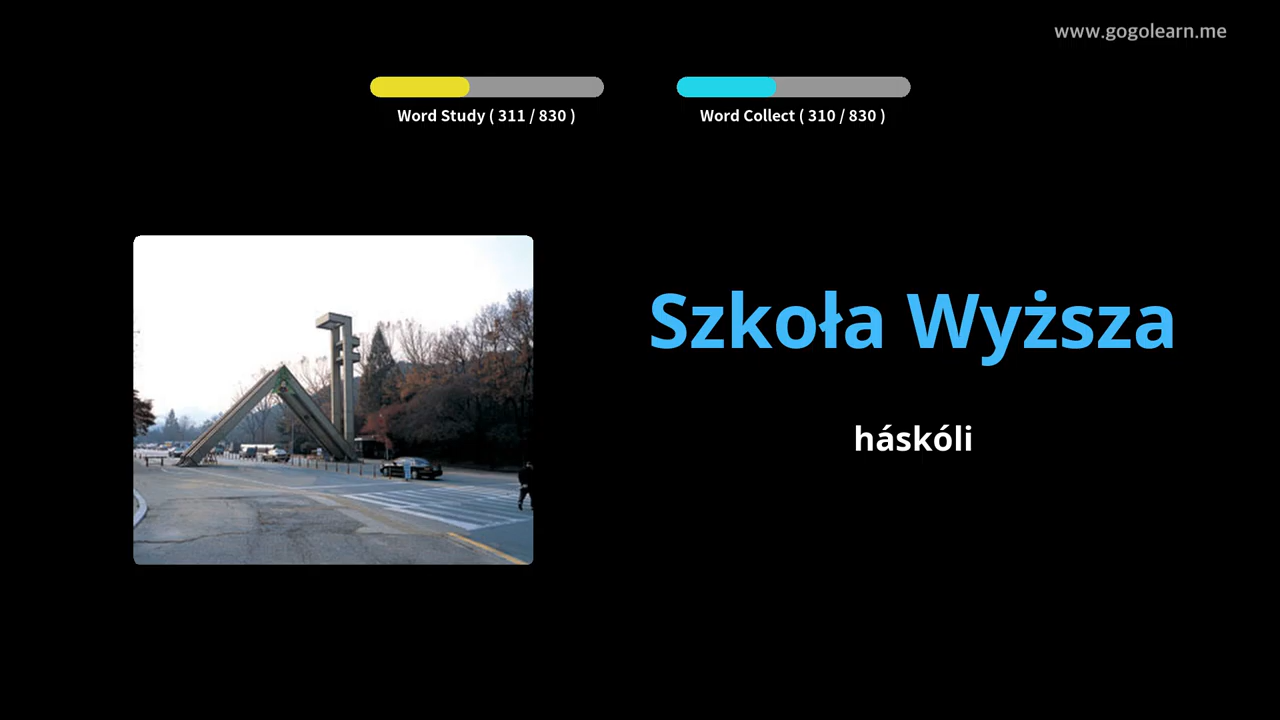 www.gogolearn.me
Word Study ( 311 / 830 )
Word Collect ( 310 / 830 )
Szkoła Wyższa
háskóli